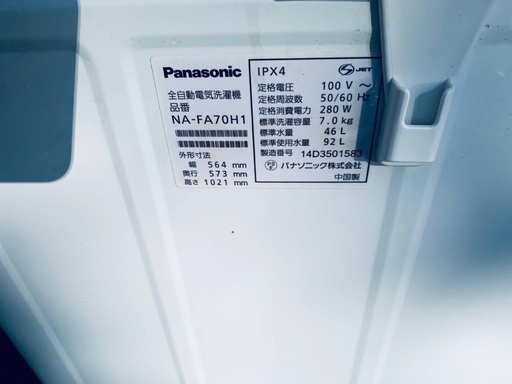 Panasonic
全自動電気洗濯機
品番
NA-FA70H1
外形寸法
幅 564 mm
奥行 573 mm
高さ 1021 mm
IPX4 JET
定格電圧 100 V ～
定格周波数 50/60 Hz
定格消費電力 280 W
標準洗濯容量 7.0 kg
標準水量 46 L
標準使用水量 92 L
製造番号 14D3501583
パナソニック株式会社
中国製